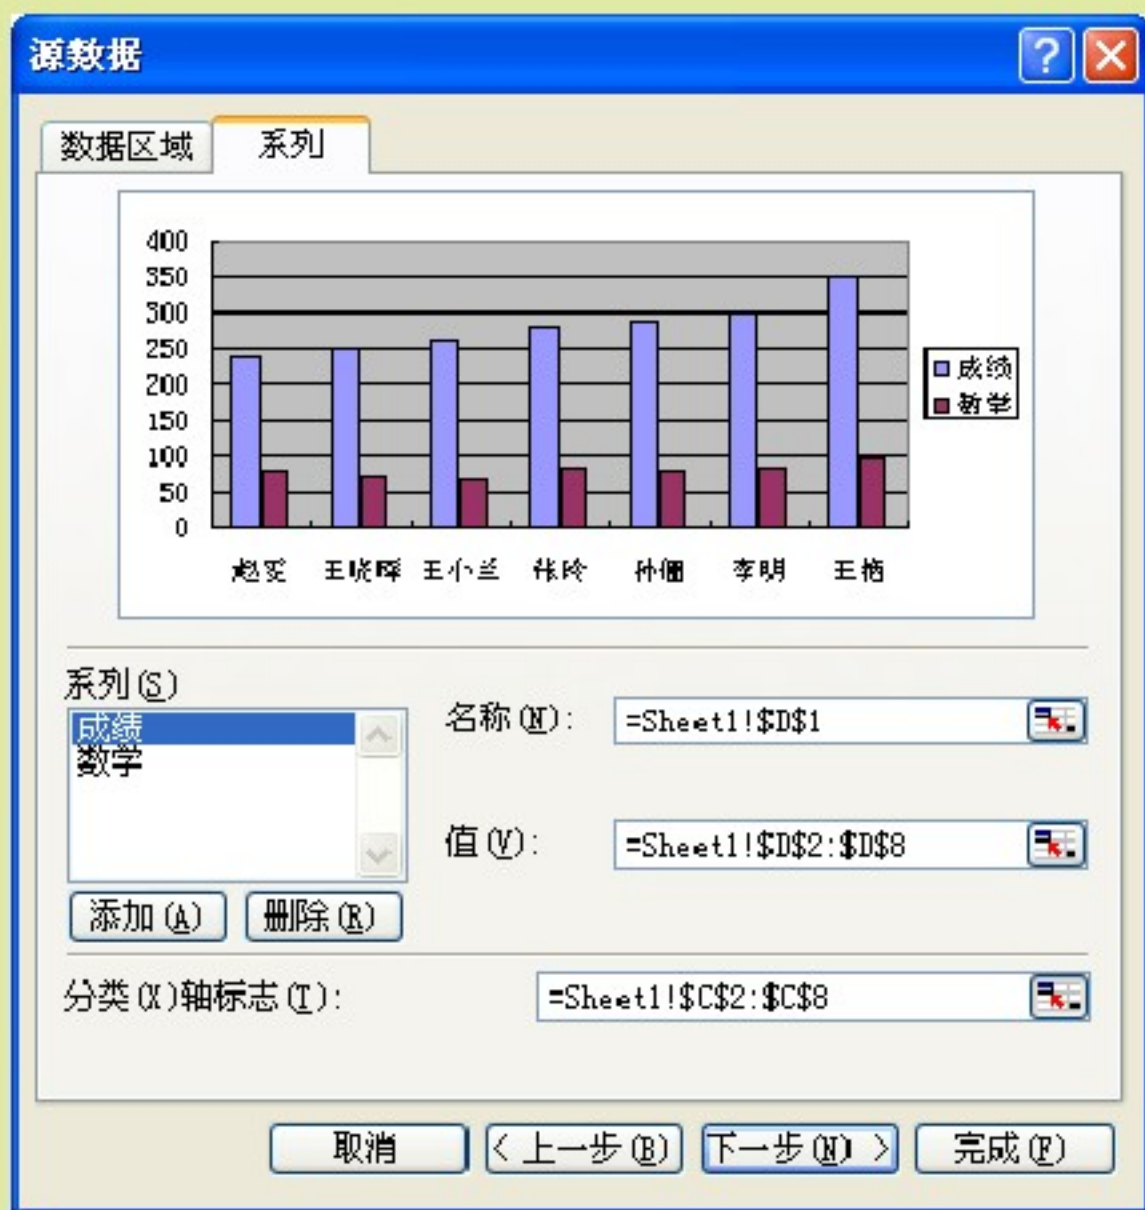 源数据
数据区域 系列
400
350
300
250
200
150
100
50
0
成绩
数学
王晓晖 王小兰 张玲 孙俪 李明
系列(S)
成绩
数学
名称(N):
=Sheet1!$D$1
值(V):
=Sheet1!$D$2:$D$8
添加(A) 删除(R)
分类(X)轴标志(T):
=Sheet1!$C$2:$C$8
取消 < 上一步(B) 下一步(N) > 完成(F)